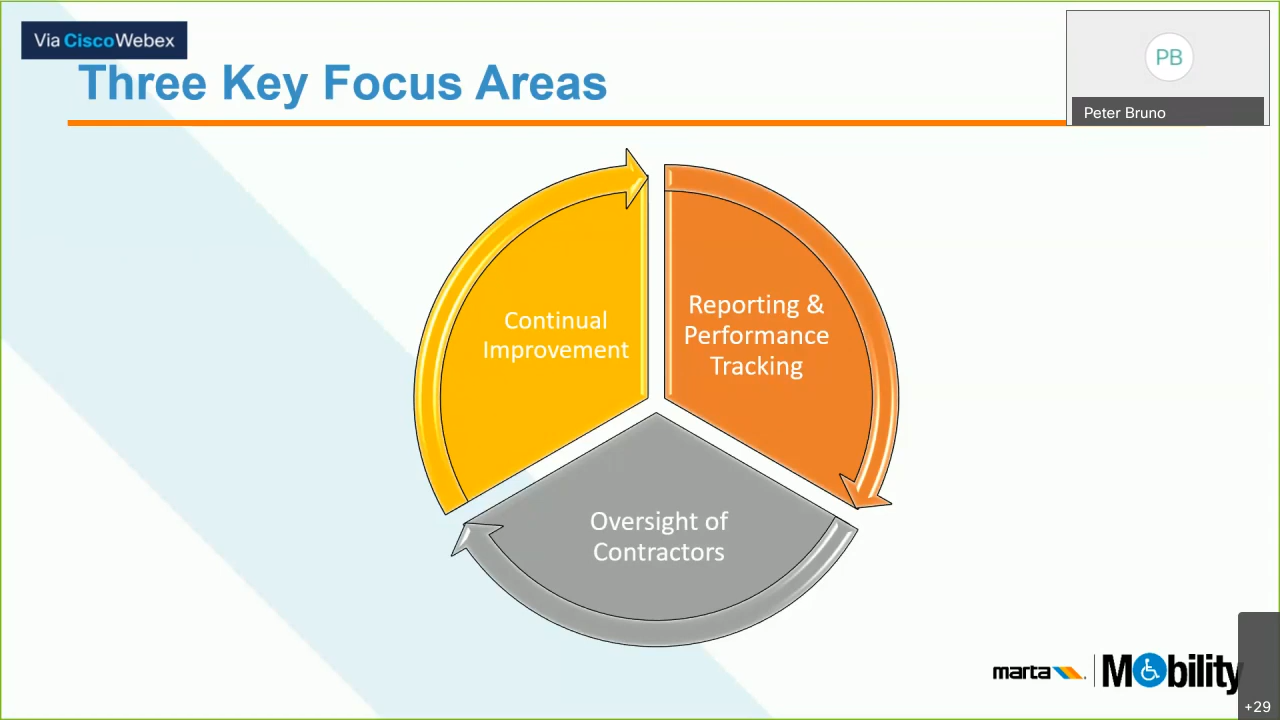 Via CiscoWebex
Three Key Focus Areas
PB
Peter Bruno
Continual
Improvement
Reporting &
Performance
Tracking
Oversight of
Contractors
marta
Mobility
+29